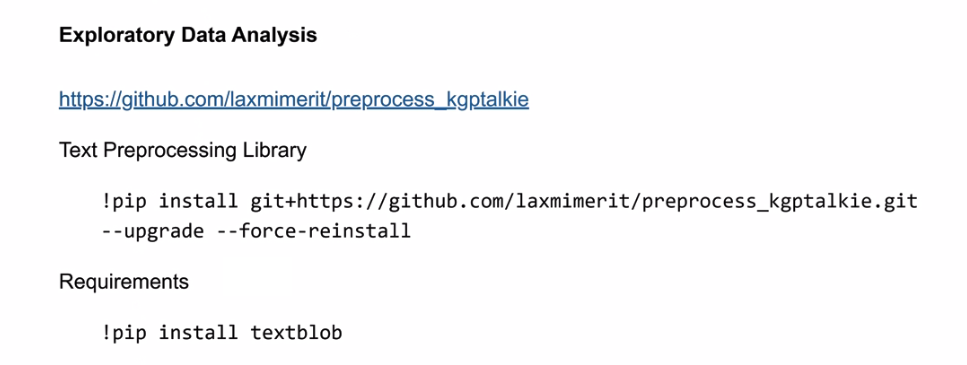 Exploratory Data Analysis
https://github.com/laxmimerit/preprocess_kgptalkie
Text Preprocessing Library
!pip install git+https://github.com/laxmimerit/preprocess_kgptalkie.git
--upgrade --force-reinstall
Requirements
!pip install textblob